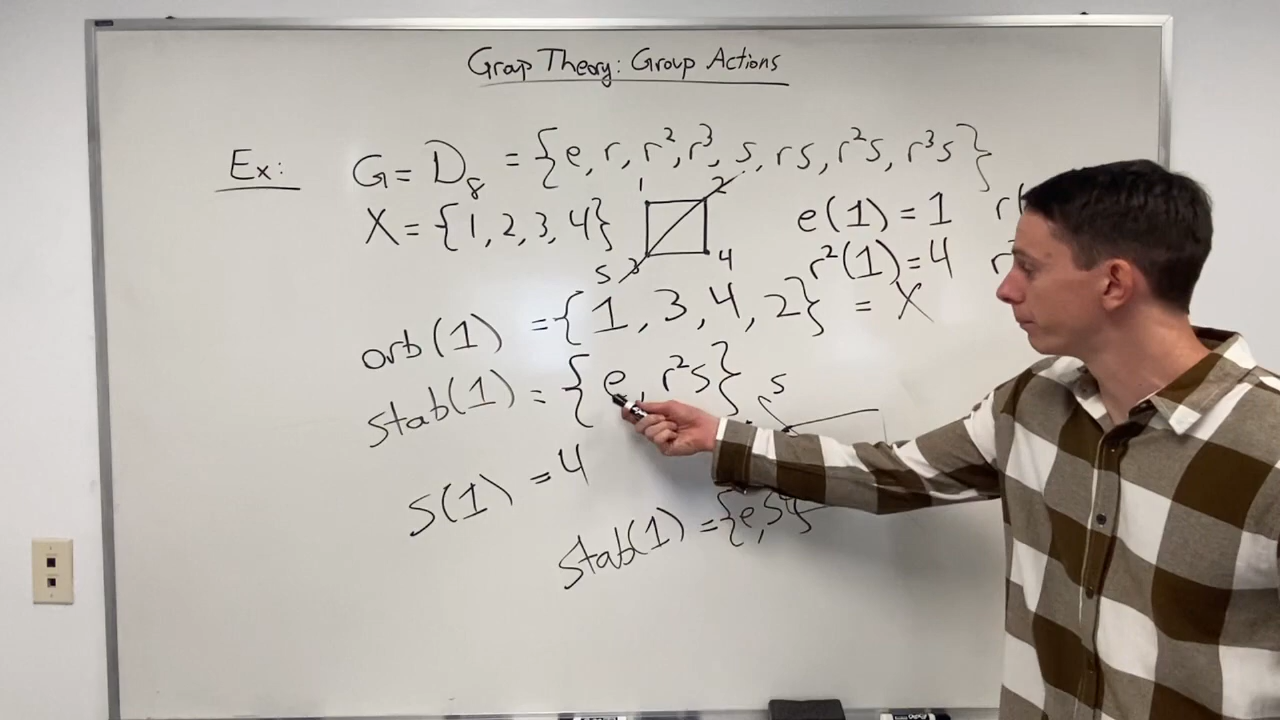 Group Theory: Group Actions
Ex: G = D₈ = {e, r, r², r³, s, rs, r²s, r³s}
X = {1, 2, 3, 4}
1 2
s 3 4
e(1) = 1 r(
r²(1) = 4 r
orb(1) = {1, 3, 4, 2} = X
stab(1) = {e, r²s}
s
s(1) = 4
stab(1) = {e, s}